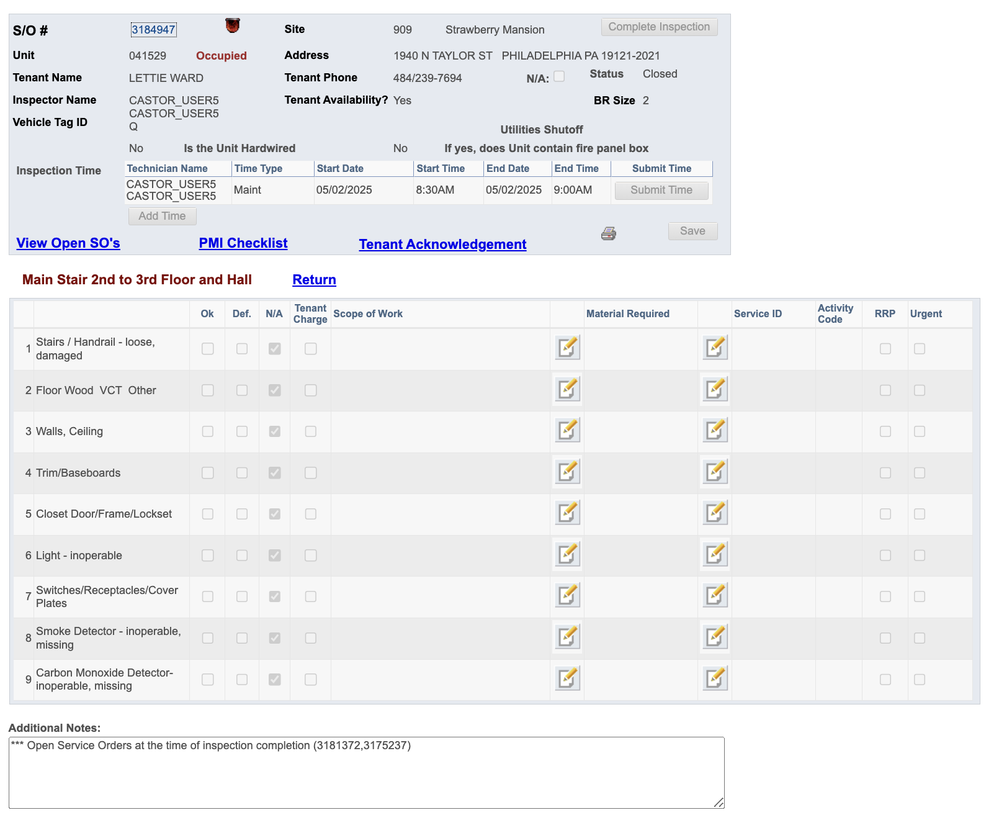 S/O # 3184947 Site 909 Strawberry Mansion Complete Inspection
Unit 041529 Occupied Address 1940 N TAYLOR ST PHILADELPHIA PA 19121-2021
Tenant Name LETTIE WARD Tenant Phone 484/239-7694 N/A: Status Closed
Inspector Name CASTOR_USER5 CASTOR_USER5 Tenant Availability? Yes BR Size 2
Vehicle Tag ID Q
Utilities Shutoff
No Is the Unit Hardwired No If yes, does Unit contain fire panel box
Inspection Time
Technician Name Time Type Start Date Start Time End Date End Time Submit Time
CASTOR_USER5 CASTOR_USER5 Maint 05/02/2025 8:30AM 05/02/2025 9:00AM Submit Time
Add Time
Save
View Open SO's PMI Checklist Tenant Acknowledgement
Main Stair 2nd to 3rd Floor and Hall Return
Ok Def. N/A Tenant Charge Scope of Work Material Required Service ID Activity Code RRP Urgent
1 Stairs / Handrail - loose, damaged
2 Floor Wood VCT Other
3 Walls, Ceiling
4 Trim/Baseboards
5 Closet Door/Frame/Lockset
6 Light - inoperable
7 Switches/Receptacles/Cover Plates
8 Smoke Detector - inoperable, missing
9 Carbon Monoxide Detector- inoperable, missing
Additional Notes:
*** Open Service Orders at the time of inspection completion (3181372,3175237)